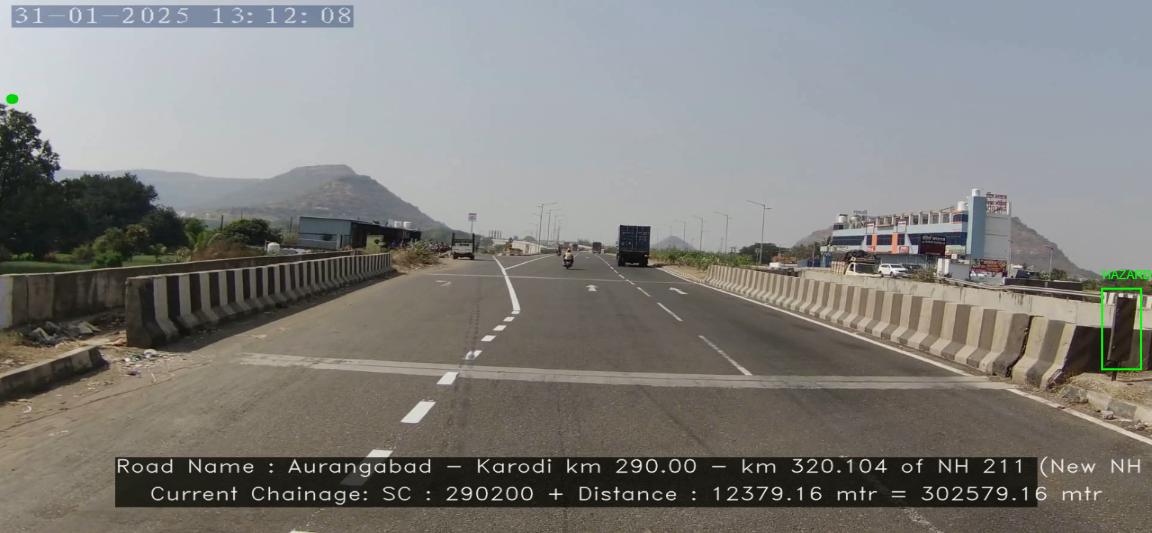 31-01-2025 13:12:08
HAZARD
Road Name : Aurangabad - Karodi km 290.00 - km 320.104 of NH 211 (New NH
Current Chainage: SC : 290200 + Distance : 12379.16 mtr = 302579.16 mtr